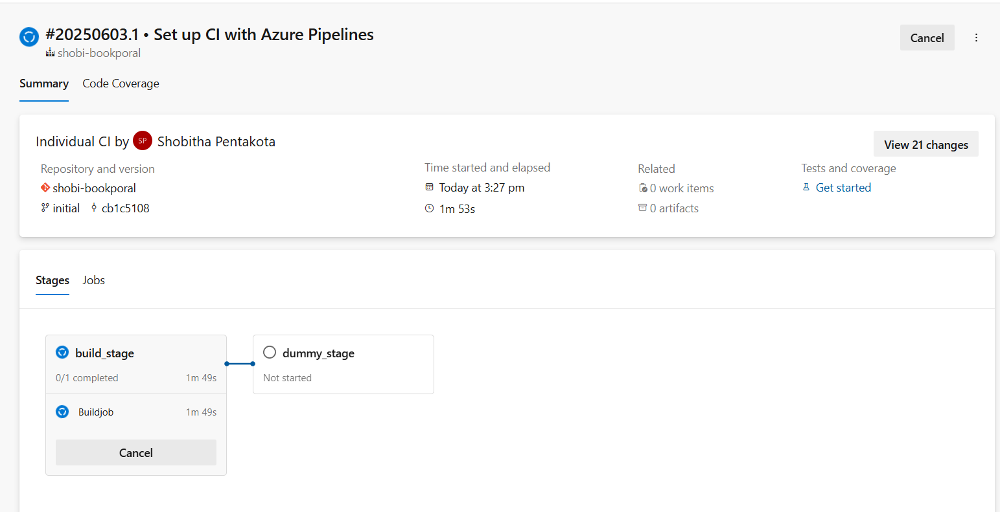 #20250603.1 • Set up CI with Azure Pipelines
shobi-bookporal
Cancel
Summary Code Coverage
Individual CI by SP Shobitha Pentakota
View 21 changes
Repository and version
shobi-bookporal
initial cb1c5108
Time started and elapsed
Today at 3:27 pm
1m 53s
Related
0 work items
0 artifacts
Tests and coverage
Get started
Stages Jobs
build_stage
0/1 completed 1m 49s
Buildjob 1m 49s
Cancel
dummy_stage
Not started